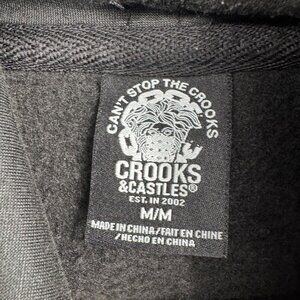 CAN'T STOP THE CROOKS
CROOKS
&CASTLES®
EST. IN 2002
M/M
MADE IN CHINA/FAIT EN CHINE
/HECHO EN CHINA